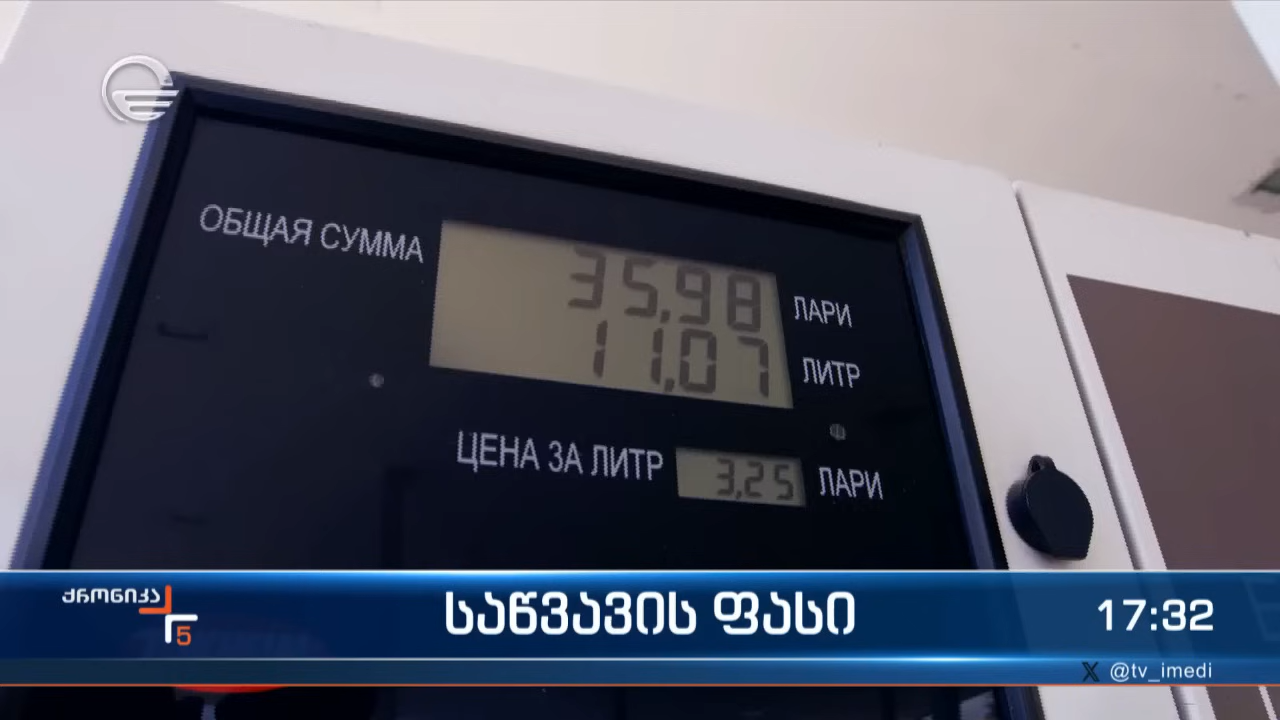 ОБЩАЯ СУММА
35,98 ЛАРИ
11,07 ЛИТР
ЦЕНА ЗА ЛИТР 3,25 ЛАРИ
ქრონიკა 5
საწვავის ფასი
17:32
X @tv_imedi